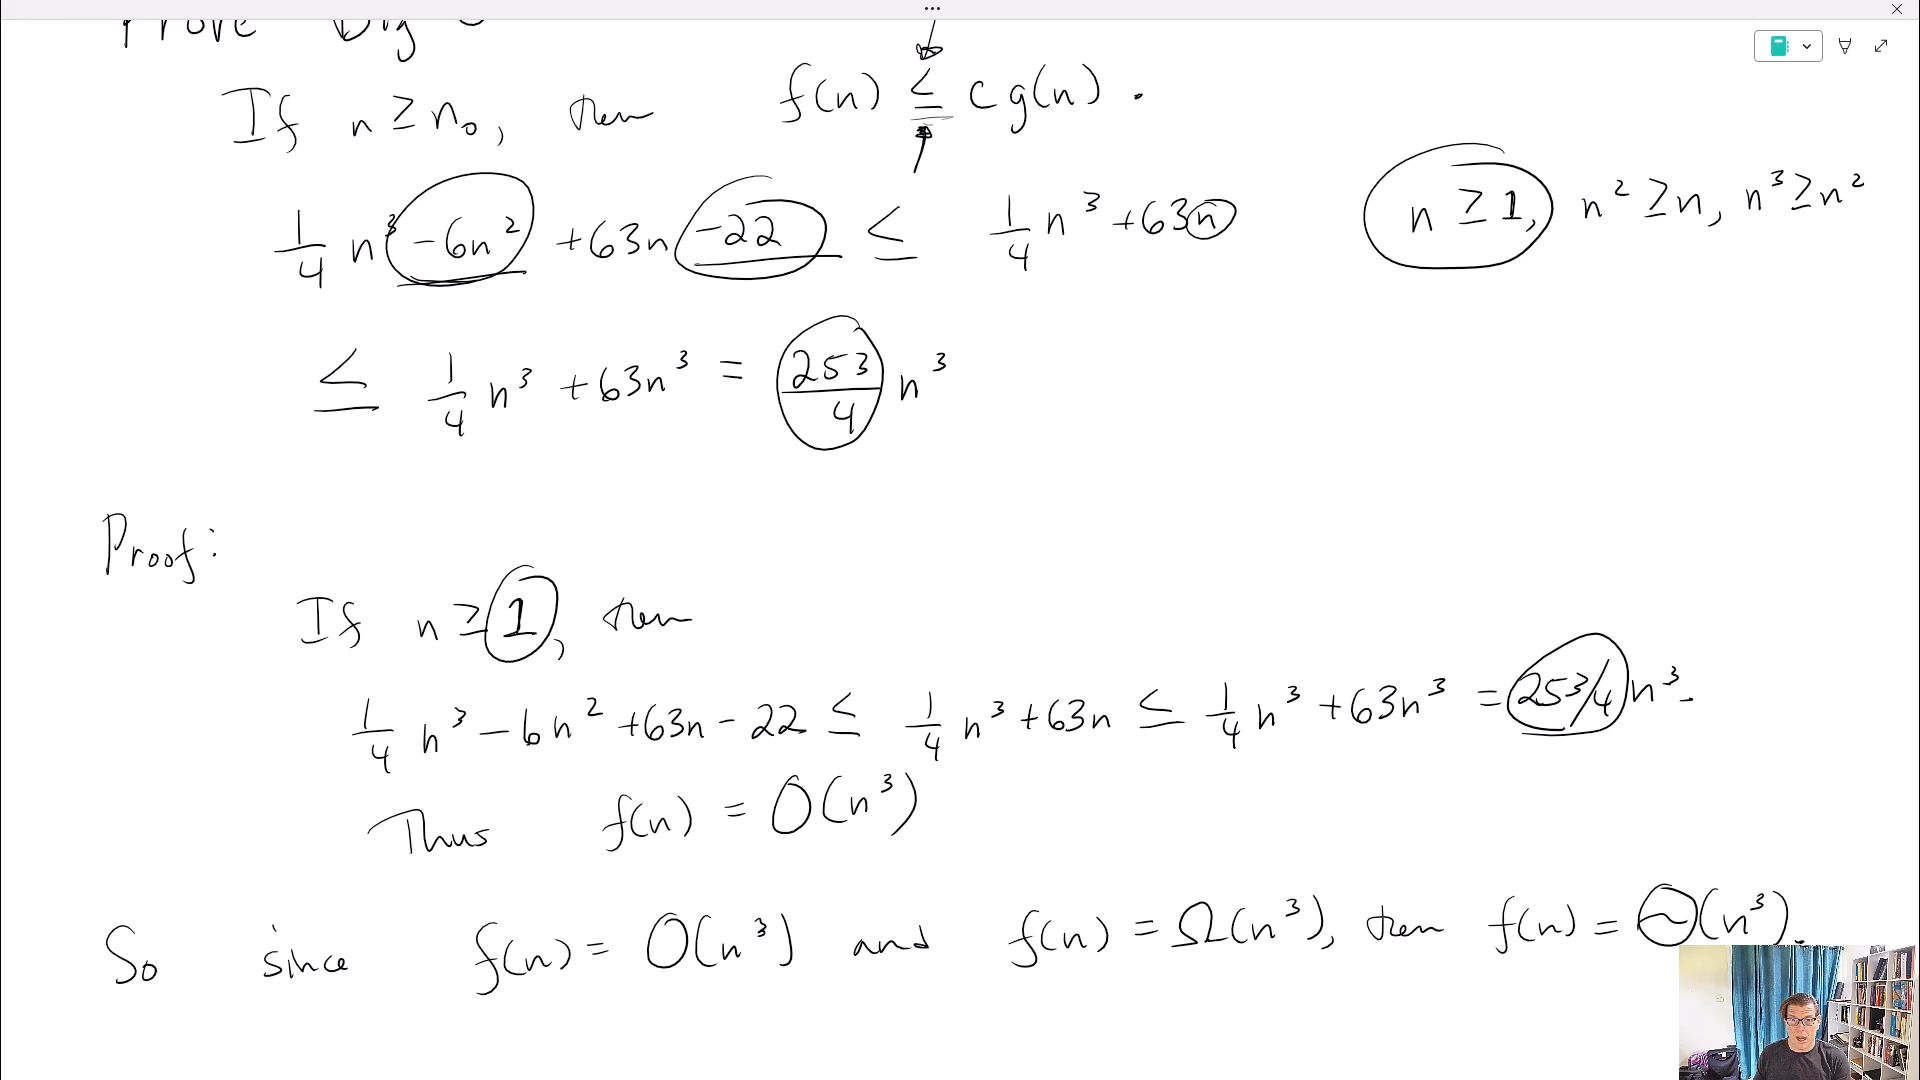 Prove Big O
If n ≥ n₀, then f(n) ≤ c g(n).
1/4 n³ - 6n² + 63n - 22 ≤ 1/4 n³ + 63n n ≥ 1, n² ≥ n, n³ ≥ n²
≤ 1/4 n³ + 63n³ = 253/4 n³
Proof:
If n ≥ 1, then
1/4 n³ - 6n² + 63n - 22 ≤ 1/4 n³ + 63n ≤ 1/4 n³ + 63n³ = 253/4 n³.
Thus f(n) = O(n³)
So since f(n) = O(n³) and f(n) = Ω(n³), then f(n) = Θ(n³).